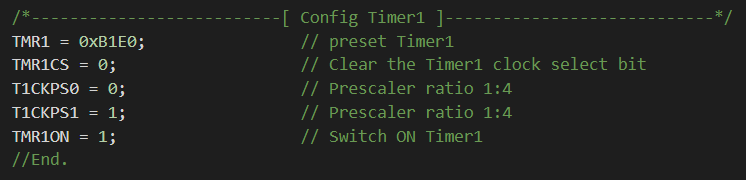 /*--------------------------[ Config Timer1 ]----------------------------*/
TMR1 = 0xB1E0; // preset Timer1
TMR1CS = 0; // Clear the Timer1 clock select bit
T1CKPS0 = 0; // Prescaler ratio 1:4
T1CKPS1 = 1; // Prescaler ratio 1:4
TMR1ON = 1; // Switch ON Timer1
//End.